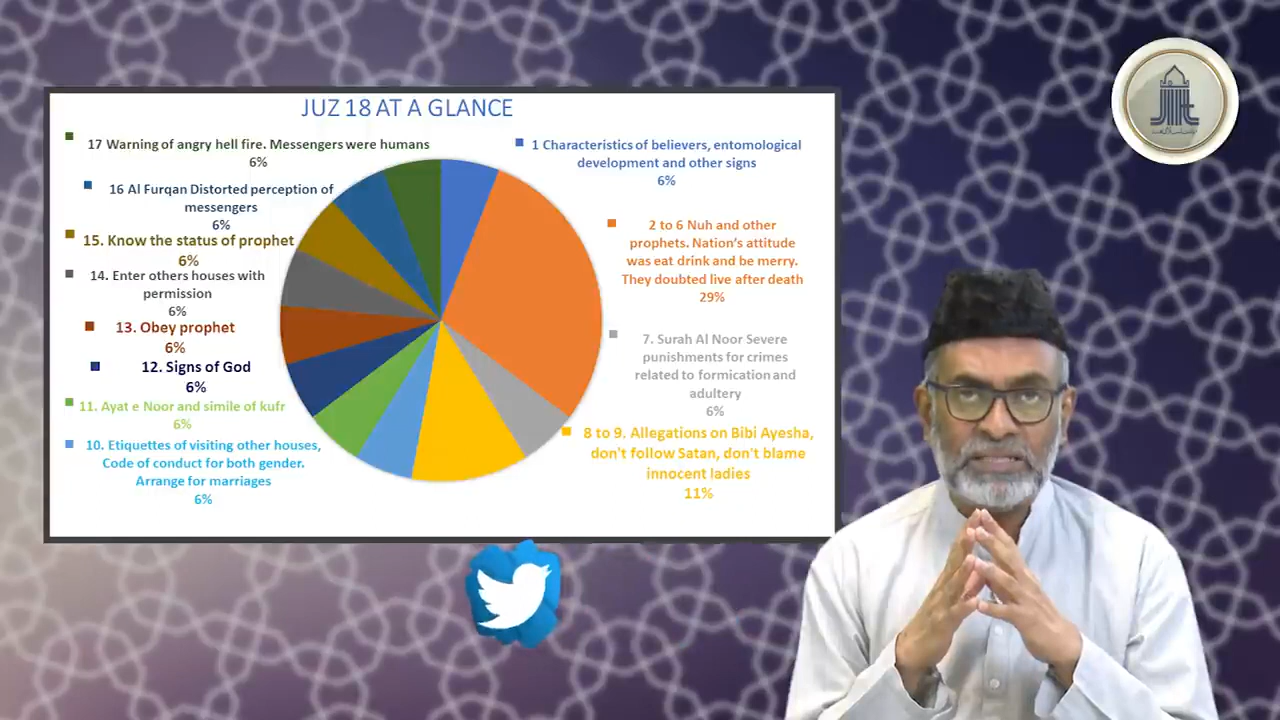 JUZ 18 AT A GLANCE
17 Warning of angry hell fire. Messengers were humans
6%
16 Al Furqan Distorted perception of
messengers
6%
15. Know the status of prophet
6%
14. Enter others houses with
permission
6%
13. Obey prophet
6%
12. Signs of God
6%
11. Ayat e Noor and simile of kufr
6%
10. Etiquettes of visiting other houses,
Code of conduct for both gender.
Arrange for marriages
6%
1 Characteristics of believers, entomological
development and other signs
6%
2 to 6 Nuh and other
prophets. Nation's attitude
was eat drink and be merry.
They doubted live after death
29%
7. Surah Al Noor Severe
punishments for crimes
related to formication and
adultery
6%
8 to 9. Allegations on Bibi Ayesha,
don't follow Satan, don't blame
innocent ladies
11%